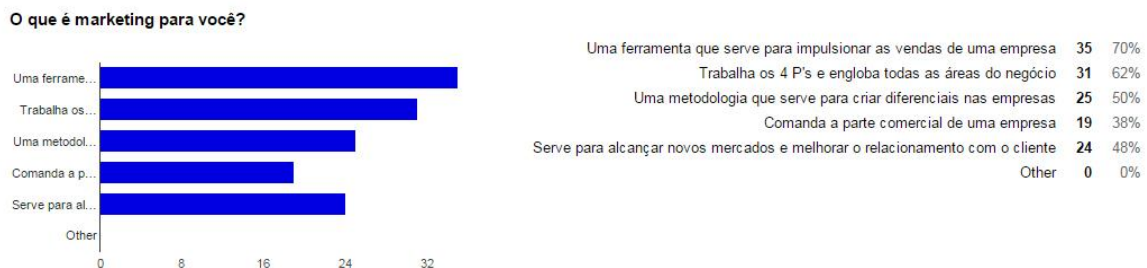 O que é marketing para você?
Uma ferrame...
Trabalha os...
Uma metodol...
Comanda a p...
Serve para al...
Other
0 8 16 24 32
Uma ferramenta que serve para impulsionar as vendas de uma empresa 35 70%
Trabalha os 4 P's e engloba todas as áreas do negócio 31 62%
Uma metodologia que serve para criar diferenciais nas empresas 25 50%
Comanda a parte comercial de uma empresa 19 38%
Serve para alcançar novos mercados e melhorar o relacionamento com o cliente 24 48%
Other 0 0%